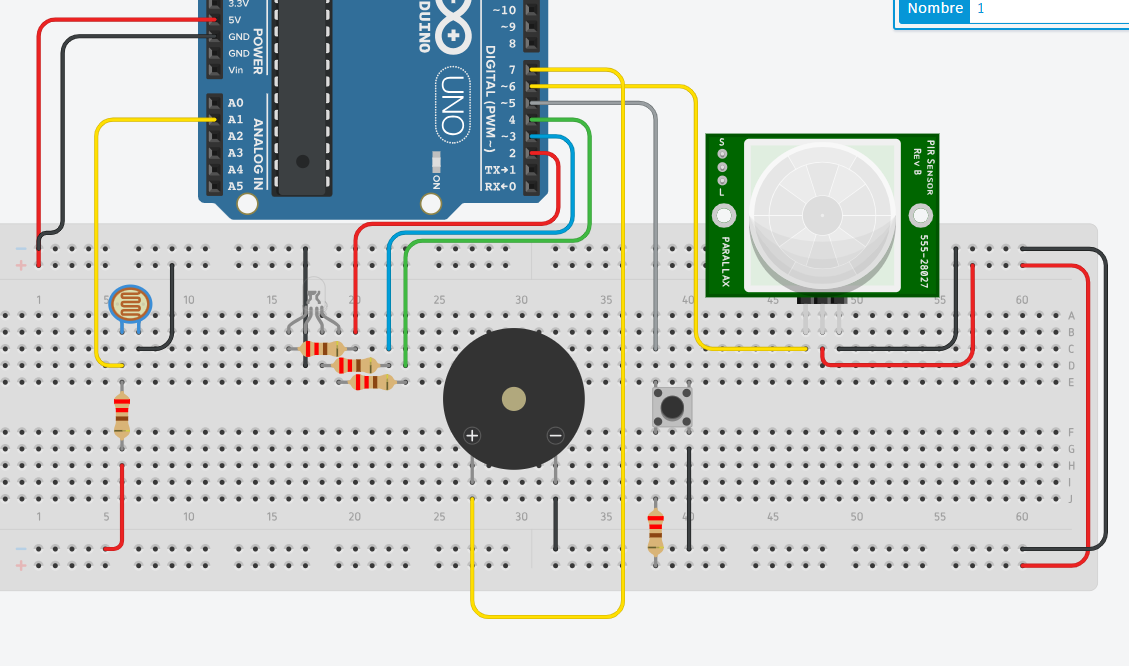 Nombre 1
3.3V
5V
GND
GND
Vin
POWER
A0
A1
A2
A3
A4
A5
ANALOG IN
ARDUINO
UNO
ON
DIGITAL (PWM ~)
~10
~9
8
7
~6
~5
4
~3
2
TX→1
RX←0
S
L
PIR SENSOR
REV B
PARALLAX
555-28027
−
+
1 5 15 20 25 30 35 40 45 50 55 60
A
B
C
D
E
+ −
F
G
H
I
J
1 5 15 20 25 30 35 40 45 50 55 60
−
+